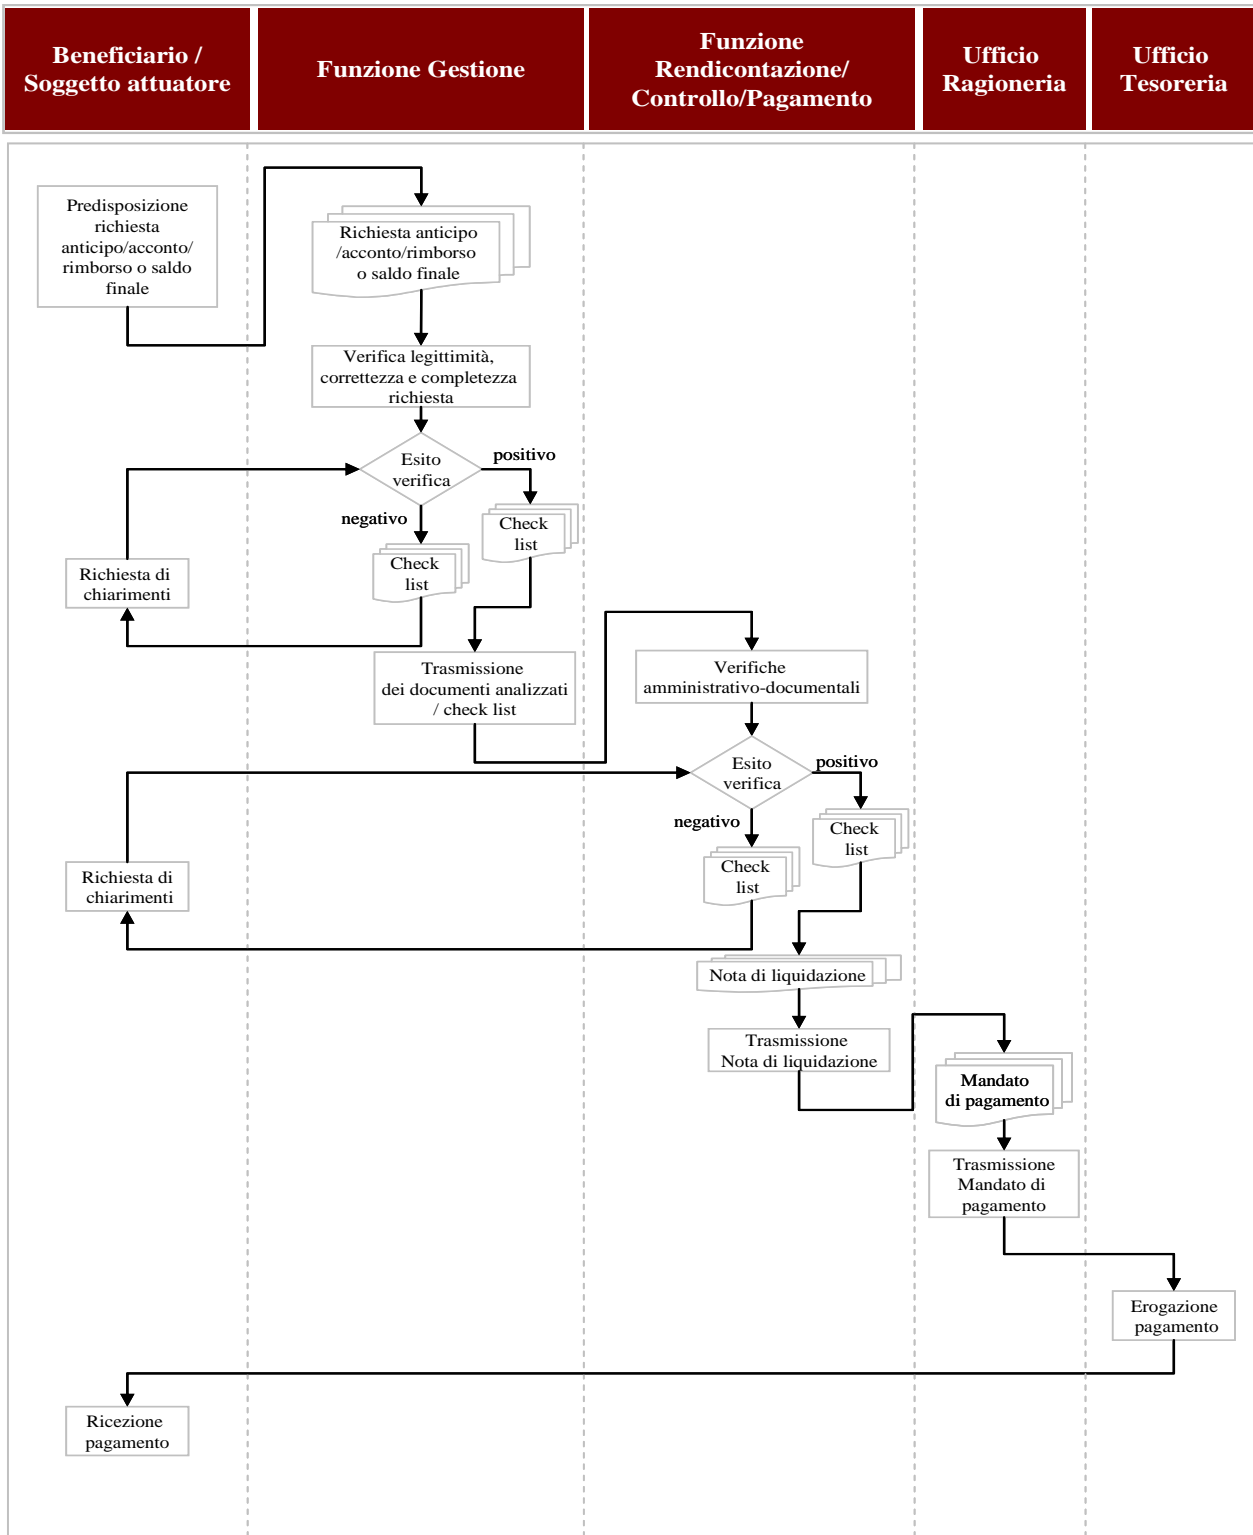 Beneficiario /
Soggetto attuatore
Funzione Gestione
Funzione
Rendicontazione/
Controllo/Pagamento
Ufficio
Ragioneria
Ufficio
Tesoreria
Predisposizione
richiesta
anticipo/acconto/
rimborso o saldo
finale
Richiesta anticipo
/acconto/rimborso
o saldo finale
Verifica legittimità,
correttezza e completezza
richiesta
Esito
verifica
positivo
negativo
Check
list
Check
list
Richiesta di
chiarimenti
Trasmissione
dei documenti analizzati
/ check list
Verifiche
amministrativo-documentali
Esito
verifica
positivo
negativo
Check
list
Check
list
Richiesta di
chiarimenti
Nota di liquidazione
Trasmissione
Nota di liquidazione
Mandato
di pagamento
Trasmissione
Mandato di
pagamento
Erogazione
pagamento
Ricezione
pagamento